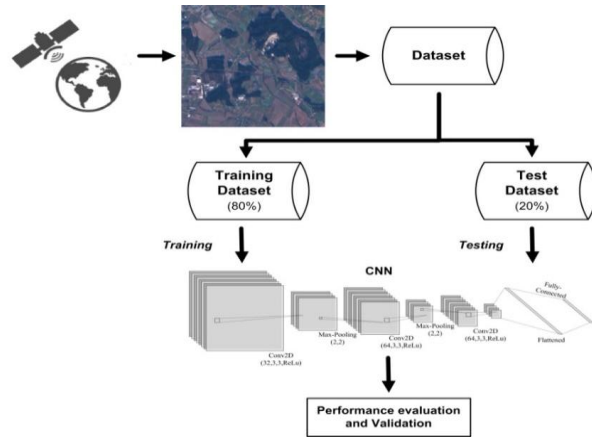 Dataset
Training
Dataset
(80%)
Test
Dataset
(20%)
Training
Testing
CNN
Conv2D
(32,3,3,ReLu)
Max-Pooling
(2,2)
Conv2D
(64,3,3,ReLu)
Max-Pooling
(2,2)
Conv2D
(64,3,3,ReLu)
Fully-
Connected
Flattened
Performance evaluation
and Validation